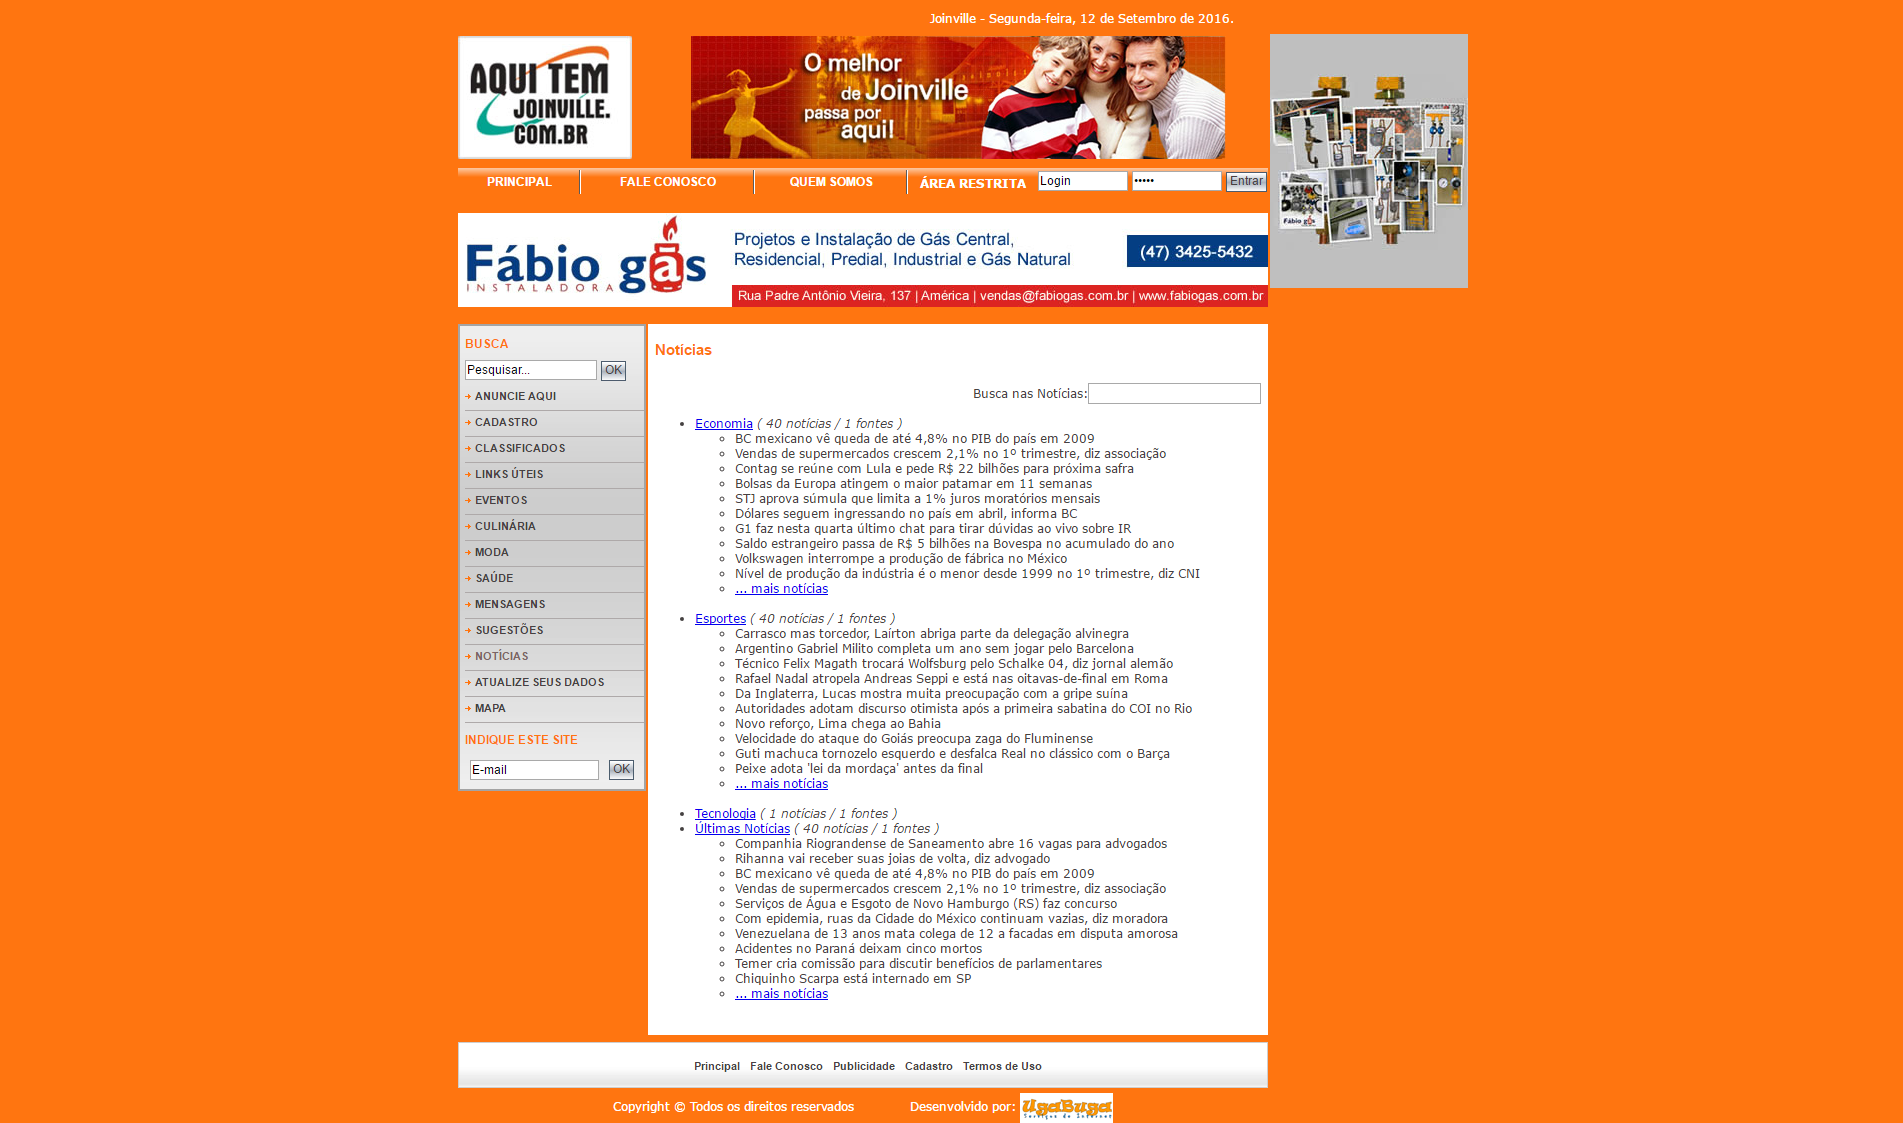 Joinville - Segunda-feira, 12 de Setembro de 2016.
AQUI TEM
JOINVILLE.
COM.BR
O melhor
de Joinville
passa por
aqui!
PRINCIPAL
FALE CONOSCO
QUEM SOMOS
ÁREA RESTRITA
Login
•••••
Entrar
Fábio gás
INSTALADORA
Projetos e Instalação de Gás Central,
Residencial, Predial, Industrial e Gás Natural
(47) 3425-5432
Rua Padre Antônio Vieira, 137 | América | vendas@fabiogas.com.br | www.fabiogas.com.br
Fábio gás
BUSCA
Pesquisar...
OK
ANUNCIE AQUI
CADASTRO
CLASSIFICADOS
LINKS ÚTEIS
EVENTOS
CULINÁRIA
MODA
SAÚDE
MENSAGENS
SUGESTÕES
NOTÍCIAS
ATUALIZE SEUS DADOS
MAPA
INDIQUE ESTE SITE
E-mail
OK
Notícias
Busca nas Notícias:
Economia ( 40 notícias / 1 fontes )
BC mexicano vê queda de até 4,8% no PIB do país em 2009
Vendas de supermercados crescem 2,1% no 1º trimestre, diz associação
Contag se reúne com Lula e pede R$ 22 bilhões para próxima safra
Bolsas da Europa atingem o maior patamar em 11 semanas
STJ aprova súmula que limita a 1% juros moratórios mensais
Dólares seguem ingressando no país em abril, informa BC
G1 faz nesta quarta último chat para tirar dúvidas ao vivo sobre IR
Saldo estrangeiro passa de R$ 5 bilhões na Bovespa no acumulado do ano
Volkswagen interrompe a produção de fábrica no México
Nível de produção da indústria é o menor desde 1999 no 1º trimestre, diz CNI
... mais notícias
Esportes ( 40 notícias / 1 fontes )
Carrasco mas torcedor, Laírton abriga parte da delegação alvinegra
Argentino Gabriel Milito completa um ano sem jogar pelo Barcelona
Técnico Felix Magath trocará Wolfsburg pelo Schalke 04, diz jornal alemão
Rafael Nadal atropela Andreas Seppi e está nas oitavas-de-final em Roma
Da Inglaterra, Lucas mostra muita preocupação com a gripe suína
Autoridades adotam discurso otimista após a primeira sabatina do COI no Rio
Novo reforço, Lima chega ao Bahia
Velocidade do ataque do Goiás preocupa zaga do Fluminense
Guti machuca tornozelo esquerdo e desfalca Real no clássico com o Barça
Peixe adota 'lei da mordaça' antes da final
... mais notícias
Tecnologia ( 1 notícias / 1 fontes )
Últimas Notícias ( 40 notícias / 1 fontes )
Companhia Riograndense de Saneamento abre 16 vagas para advogados
Rihanna vai receber suas joias de volta, diz advogado
BC mexicano vê queda de até 4,8% no PIB do país em 2009
Vendas de supermercados crescem 2,1% no 1º trimestre, diz associação
Serviços de Água e Esgoto de Novo Hamburgo (RS) faz concurso
Com epidemia, ruas da Cidade do México continuam vazias, diz moradora
Venezuelana de 13 anos mata colega de 12 a facadas em disputa amorosa
Acidentes no Paraná deixam cinco mortos
Temer cria comissão para discutir benefícios de parlamentares
Chiquinho Scarpa está internado em SP
... mais notícias
Principal Fale Conosco Publicidade Cadastro Termos de Uso
Copyright © Todos os direitos reservados
Desenvolvido por:
UgaBuga
Serviços de Internet